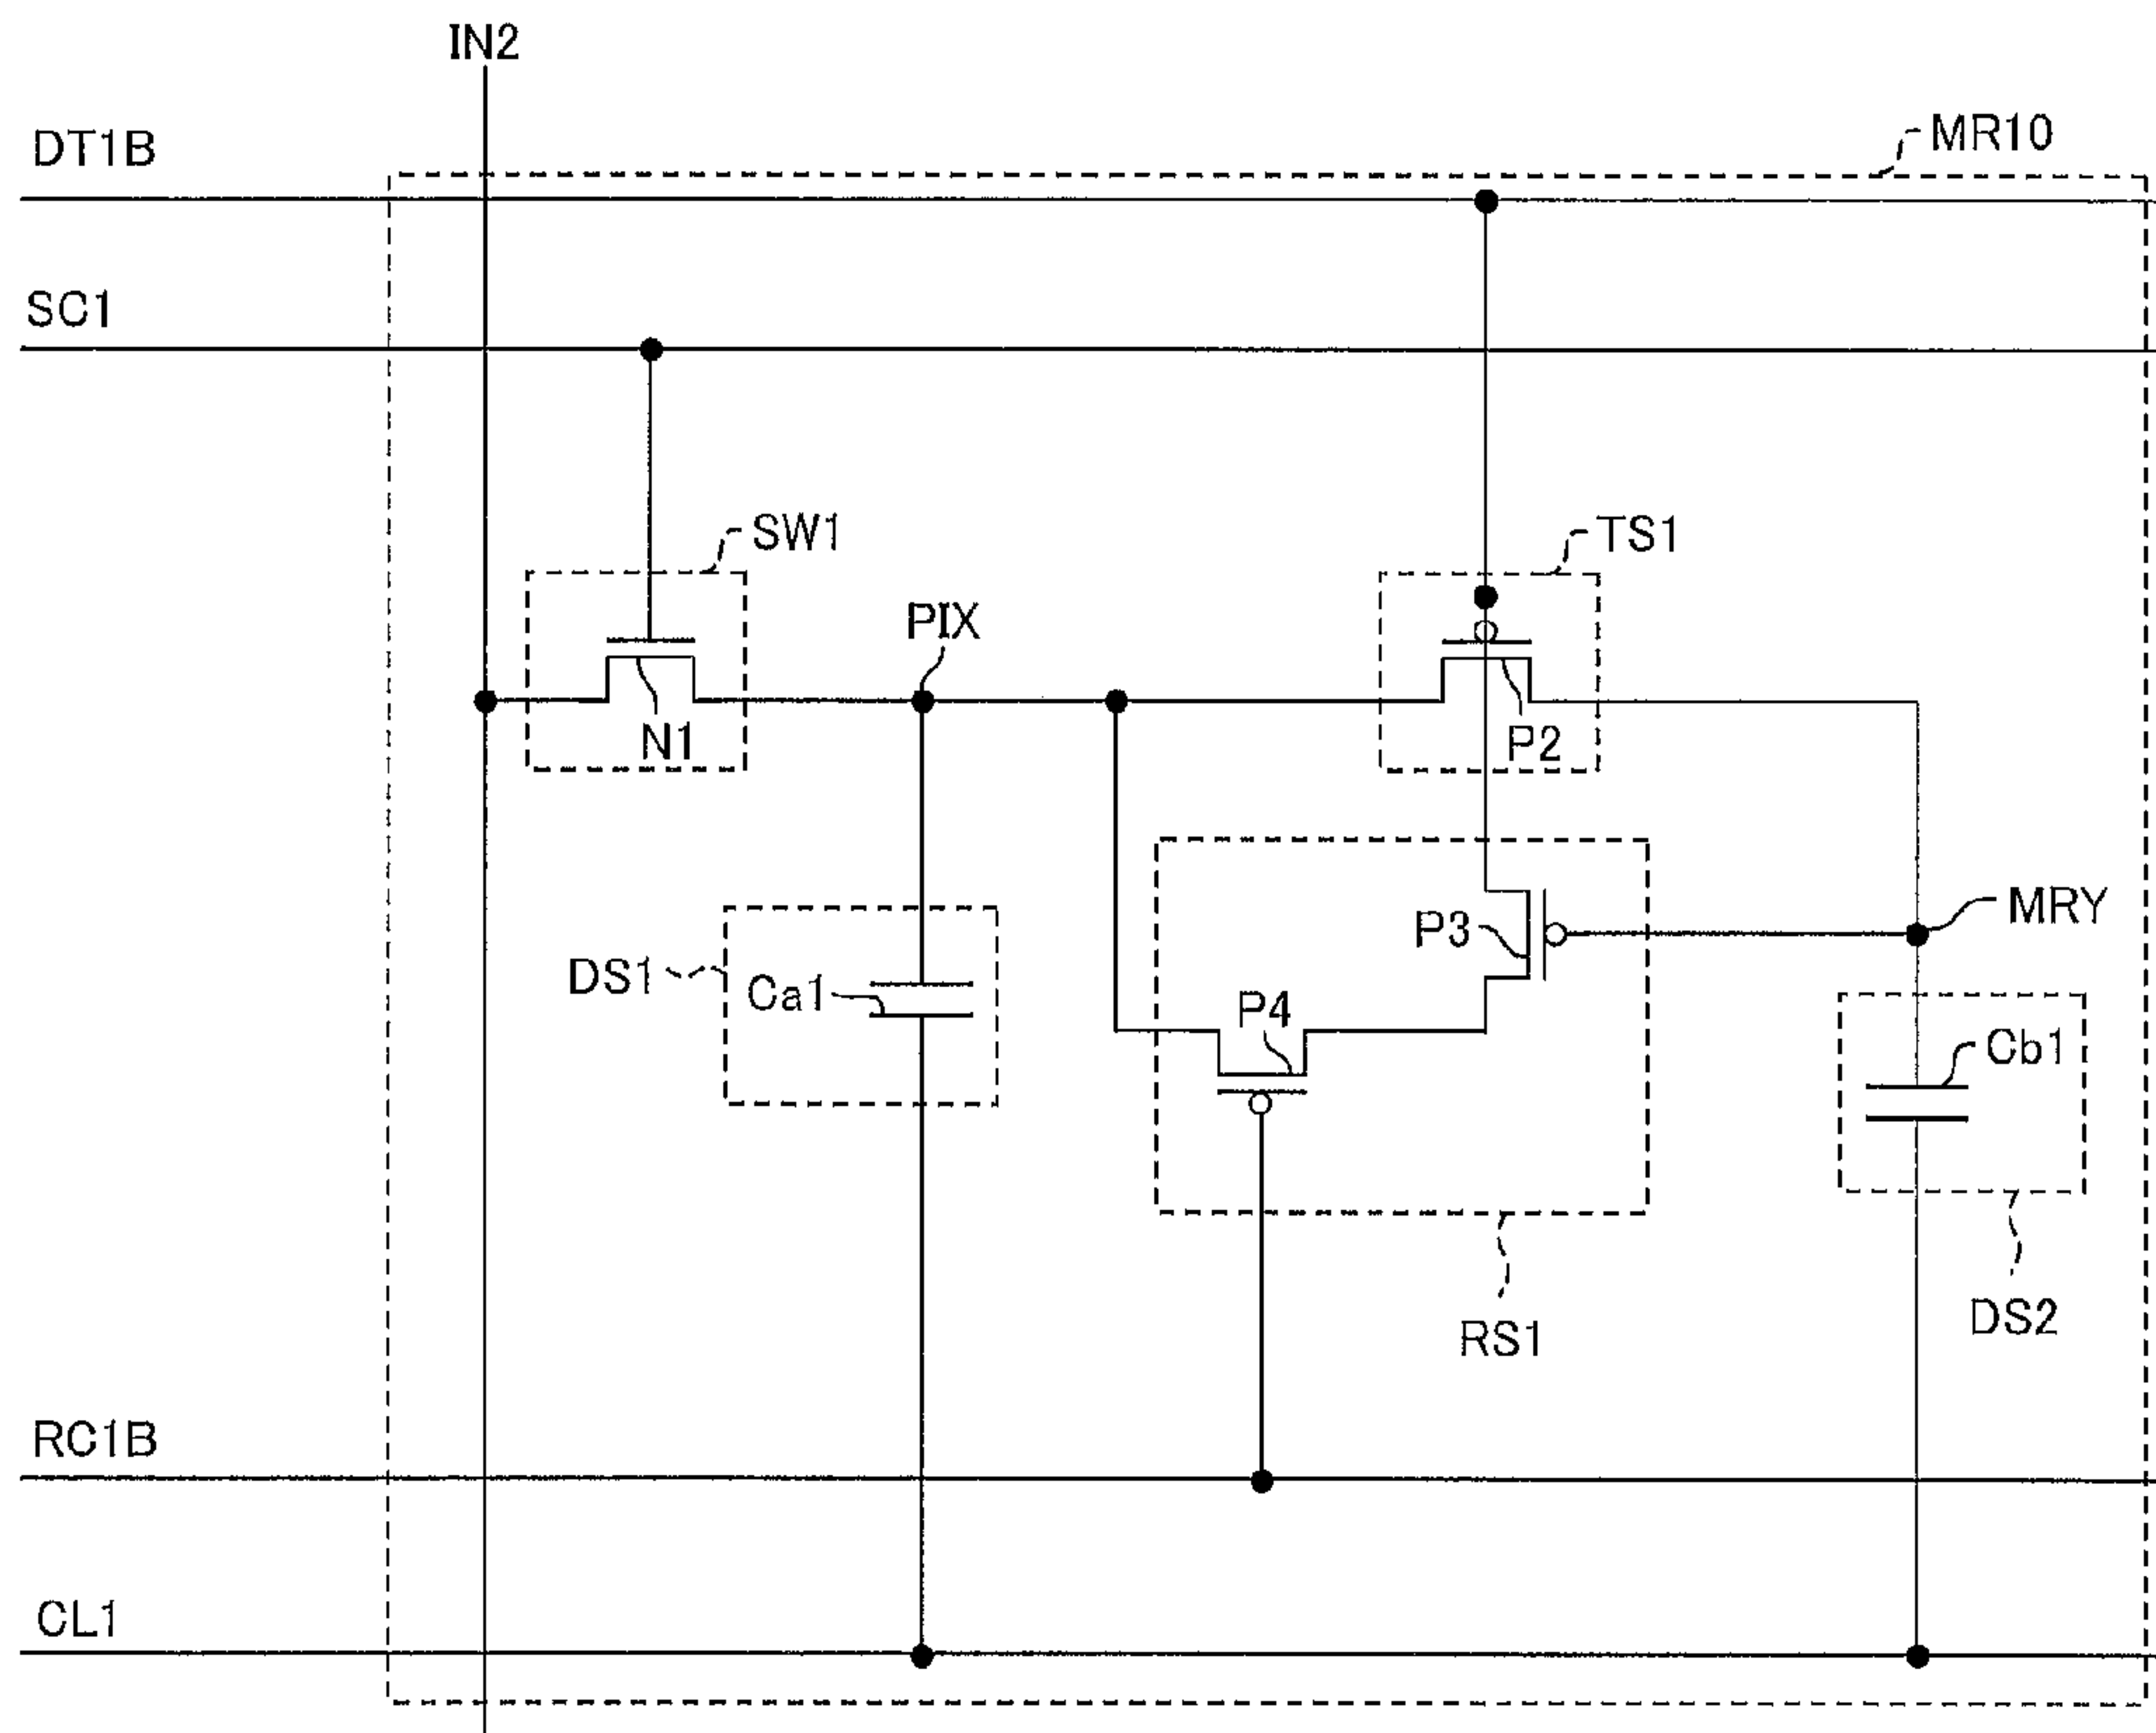 IN2
DT1B
MR10
SC1
SW1
TS1
PIX
N1
P2
P3
MRY
DS1
Ca1
P4
Cb1
DS2
RS1
RC1B
CL1